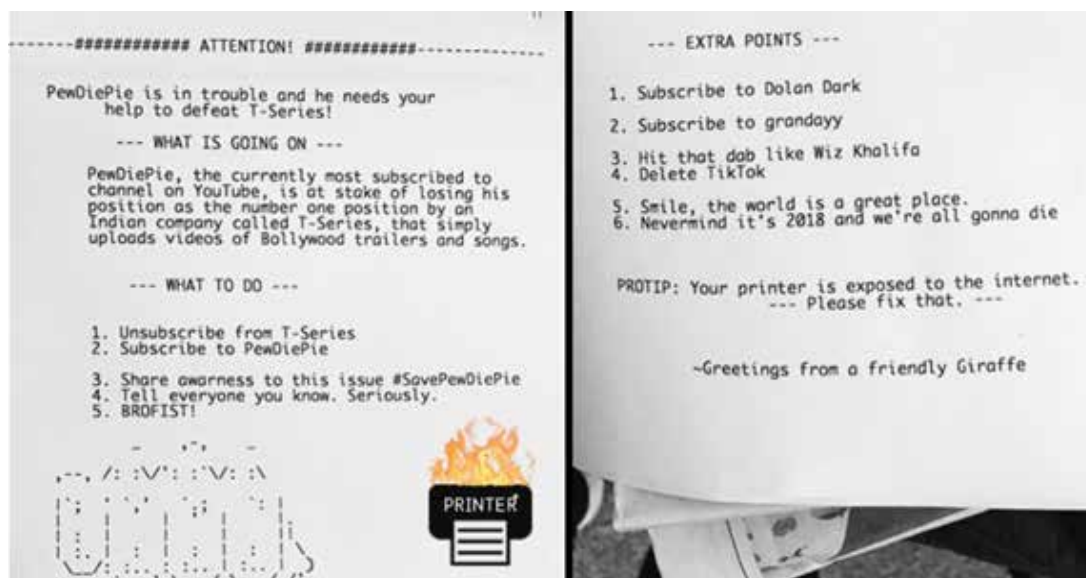 -------############ ATTENTION! ############-------------
PewDiePie is in trouble and he needs your
help to defeat T-Series!
--- WHAT IS GOING ON ---
PewDiePie, the currently most subscribed to
channel on YouTube, is at stake of losing his
position as the number one position by an
Indian company called T-Series, that simply
uploads videos of Bollywood trailers and songs.
--- WHAT TO DO ---
1. Unsubscribe from T-Series
2. Subscribe to PewDiePie
3. Share awarness to this issue #SavePewDiePie
4. Tell everyone you know. Seriously.
5. BROFIST!
PRINTER
--- EXTRA POINTS ---
1. Subscribe to Dolan Dark
2. Subscribe to grandayy
3. Hit that dab like Wiz Khalifa
4. Delete TikTok
5. Smile, the world is a great place.
6. Nevermind it's 2018 and we're all gonna die
PROTIP: Your printer is exposed to the internet.
--- Please fix that. ---
~Greetings from a friendly Giraffe